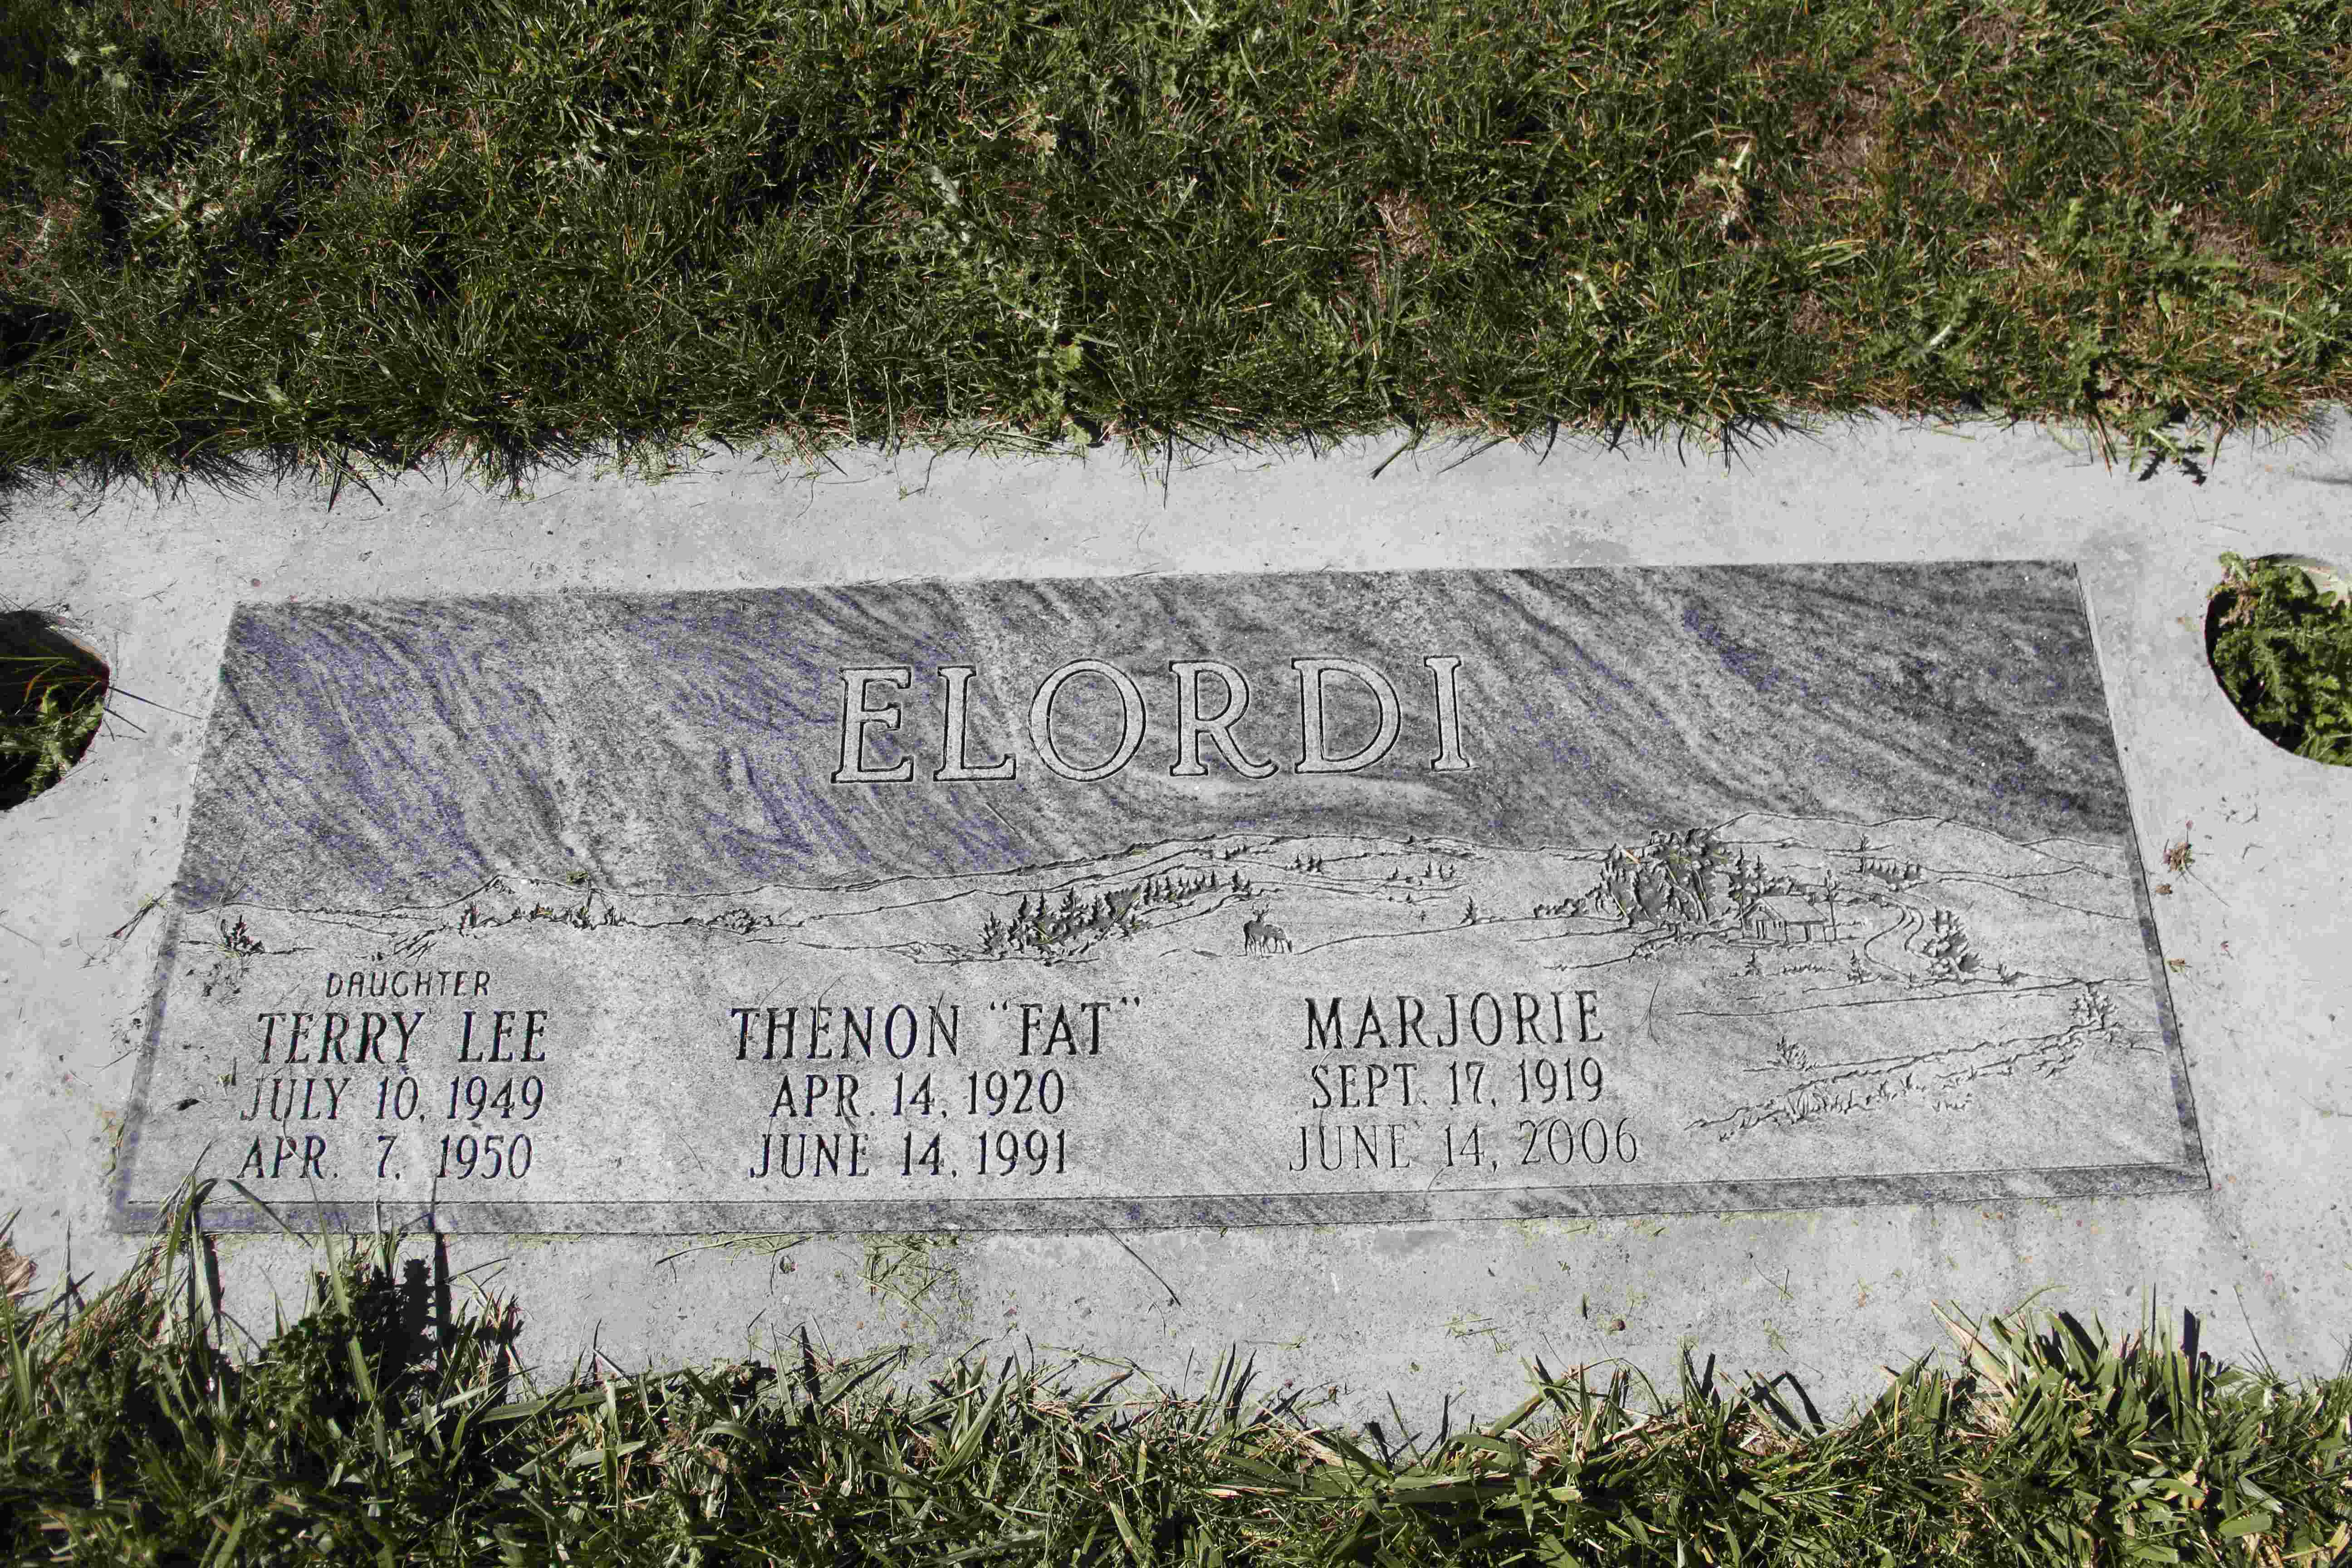 ELORDI
DAUGHTER
TERRY LEE
JULY 10, 1949
APR. 7, 1950
THENON "FAT"
APR. 14, 1920
JUNE 14, 1991
MARJORIE
SEPT. 17, 1919
JUNE 14, 2006